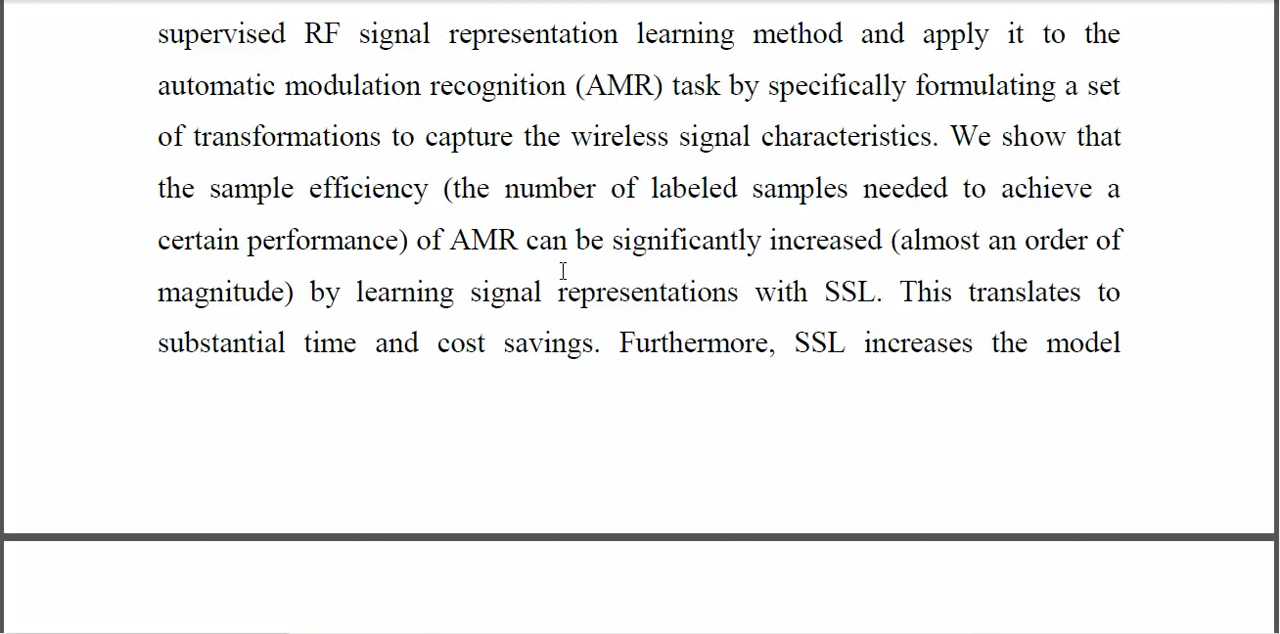 supervised RF signal representation learning method and apply it to the
automatic modulation recognition (AMR) task by specifically formulating a set
of transformations to capture the wireless signal characteristics. We show that
the sample efficiency (the number of labeled samples needed to achieve a
certain performance) of AMR can be significantly increased (almost an order of
magnitude) by learning signal representations with SSL. This translates to
substantial time and cost savings. Furthermore, SSL increases the model